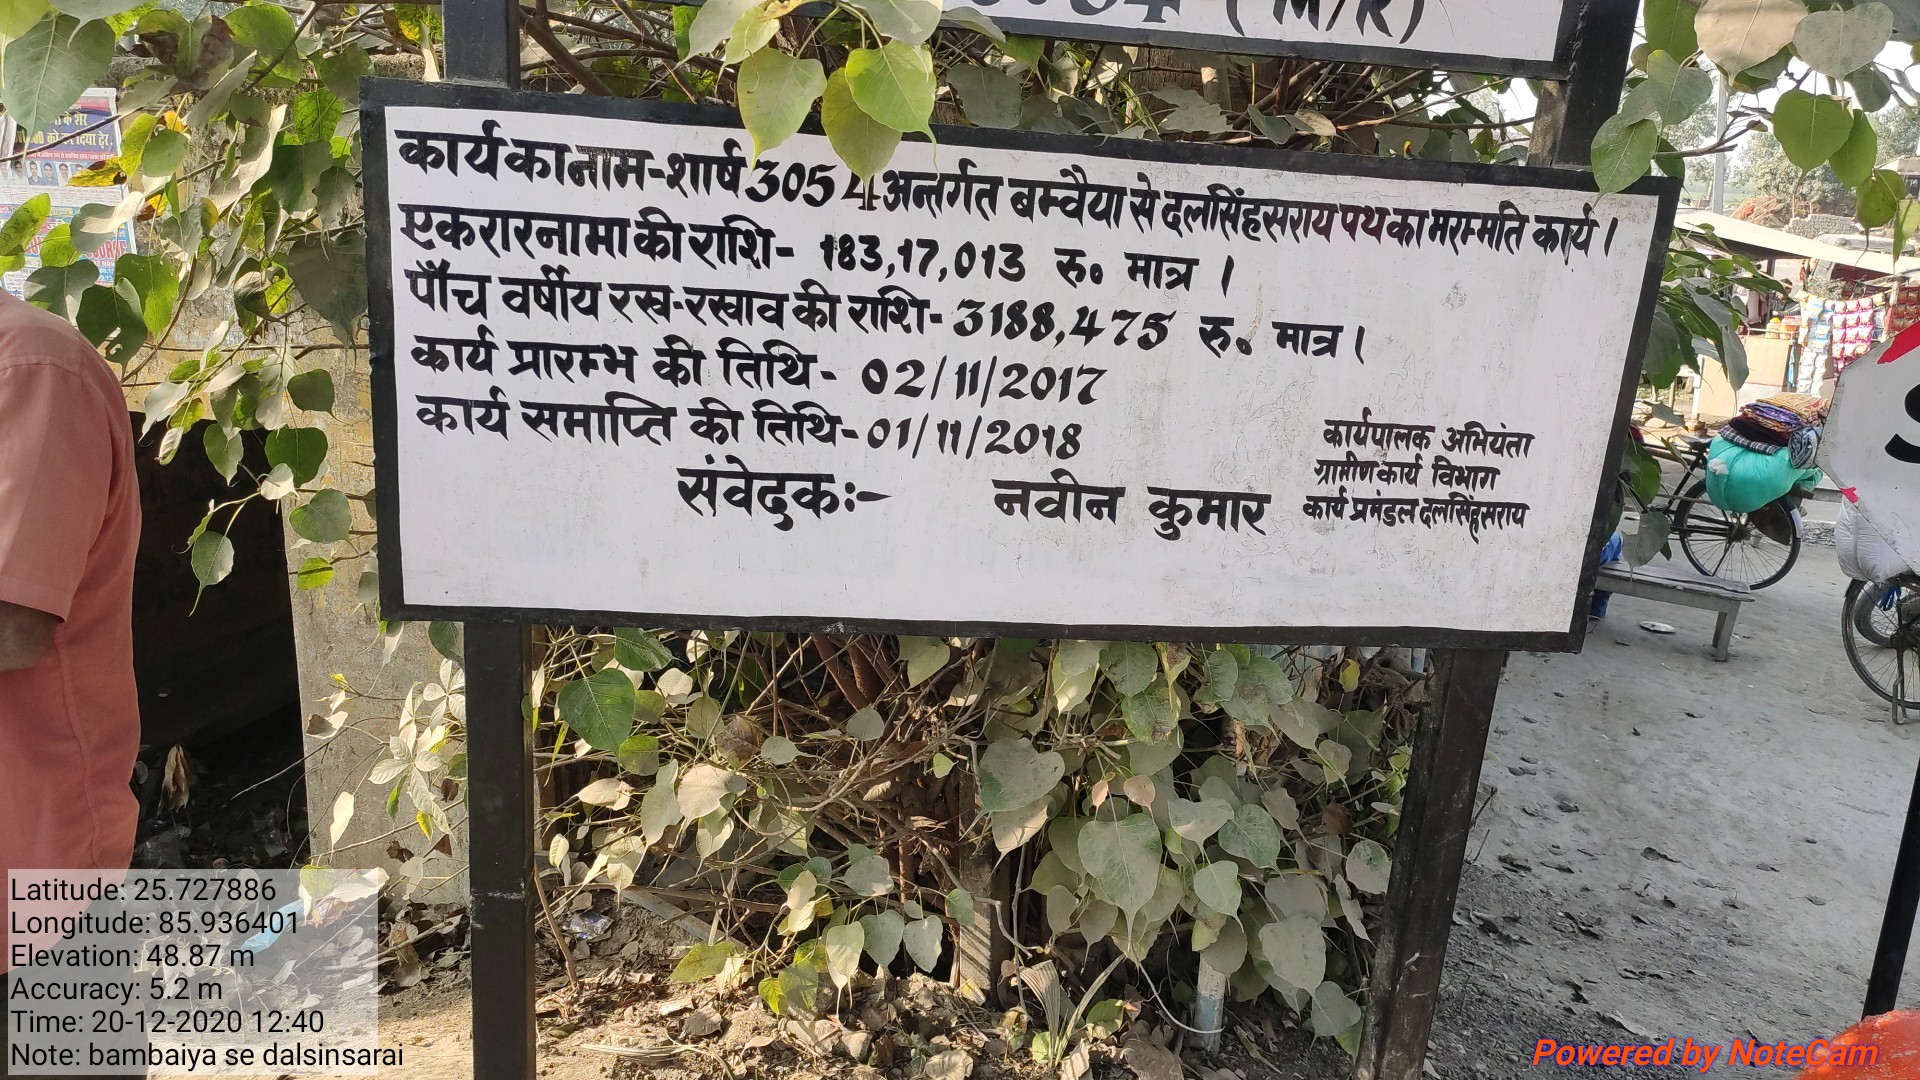 3054 (M/R)
के शेर
को कर दिया ढेर
कार्य का नाम-शीर्ष 3054 अन्तर्गत बम्वैया से दलसिंहसराय पथ का मरम्मति कार्य।
एकरारनामा की राशि- 183,17,013 रु० मात्र ।
पाँच वर्षीय रख-रखाव की राशि- 3188,475 रु० मात्र।
कार्य प्रारम्भ की तिथि- 02/11/2017
कार्य समाप्ति की तिथि-01/11/2018
कार्यपालक अभियंता
ग्रामीण कार्य विभाग
कार्य प्रमंडल दलसिंहसराय
संवेदकः- नवीन कुमार
Latitude: 25.727886
Longitude: 85.936401
Elevation: 48.87 m
Accuracy: 5.2 m
Time: 20-12-2020 12:40
Note: bambaiya se dalsinsarai
Powered by NoteCam